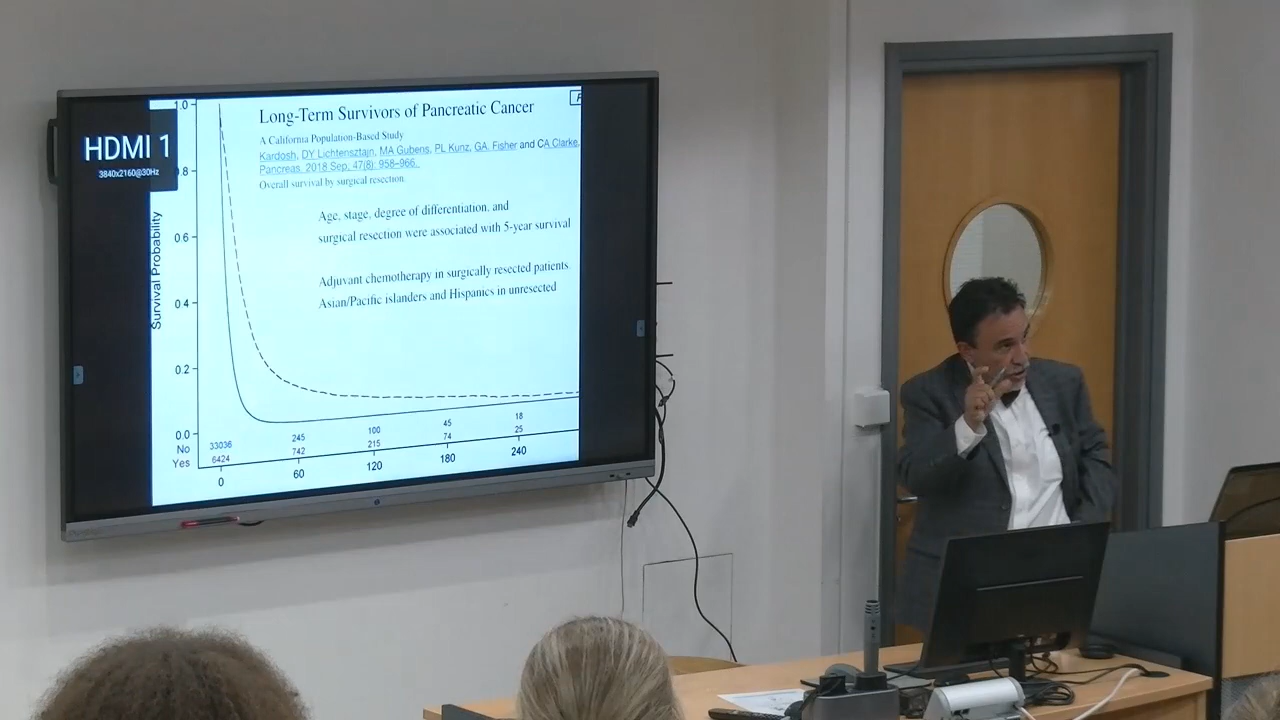 HDMI 1
3840x2160@30Hz
Long-Term Survivors of Pancreatic Cancer
A California Population-Based Study
Kardosh, DY Lichtensztajn, MA Gubens, PL Kunz, GA. Fisher and CA Clarke,
Pancreas. 2018 Sep; 47(8): 958–966.
Overall survival by surgical resection.
Age, stage, degree of differentiation, and
surgical resection were associated with 5-year survival
Adjuvant chemotherapy in surgically resected patients
Asian/Pacific islanders and Hispanics in unresected
Survival Probability
1.0
0.8
0.6
0.4
0.2
0.0
No 33036 245 100 45 18
Yes 6424 742 215 74 25
0 60 120 180 240